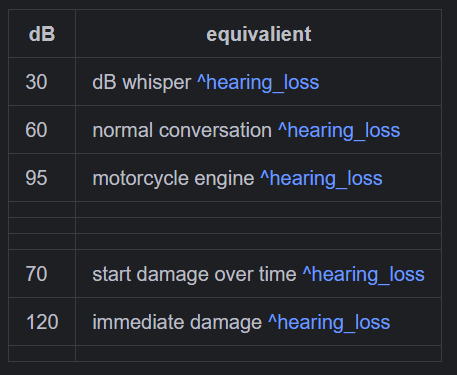 dB equivalient
30 dB whisper ^hearing_loss
60 normal conversation ^hearing_loss
95 motorcycle engine ^hearing_loss
70 start damage over time ^hearing_loss
120 immediate damage ^hearing_loss